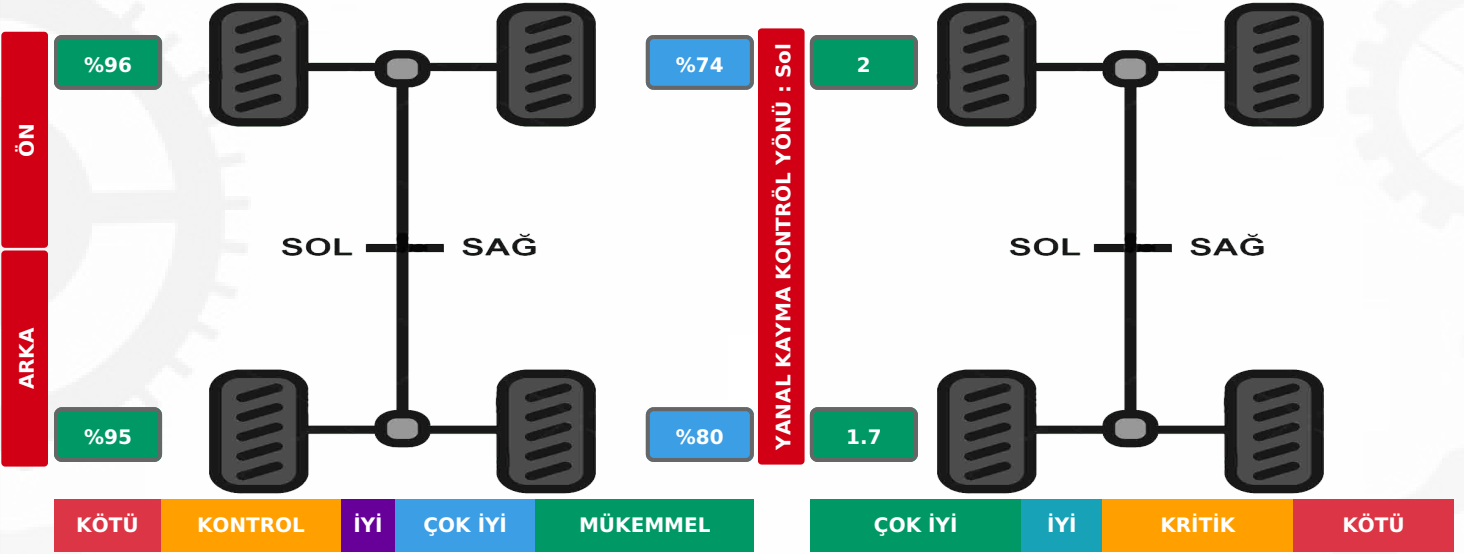 ÖN
%96
%74
YANAL KAYMA KONTRÖL YÖNÜ : Sol
2
SOL
SAĞ
SOL
SAĞ
ARKA
%95
%80
1.7
KÖTÜ
KONTROL
İYİ
ÇOK İYİ
MÜKEMMEL
ÇOK İYİ
İYİ
KRİTİK
KÖTÜ